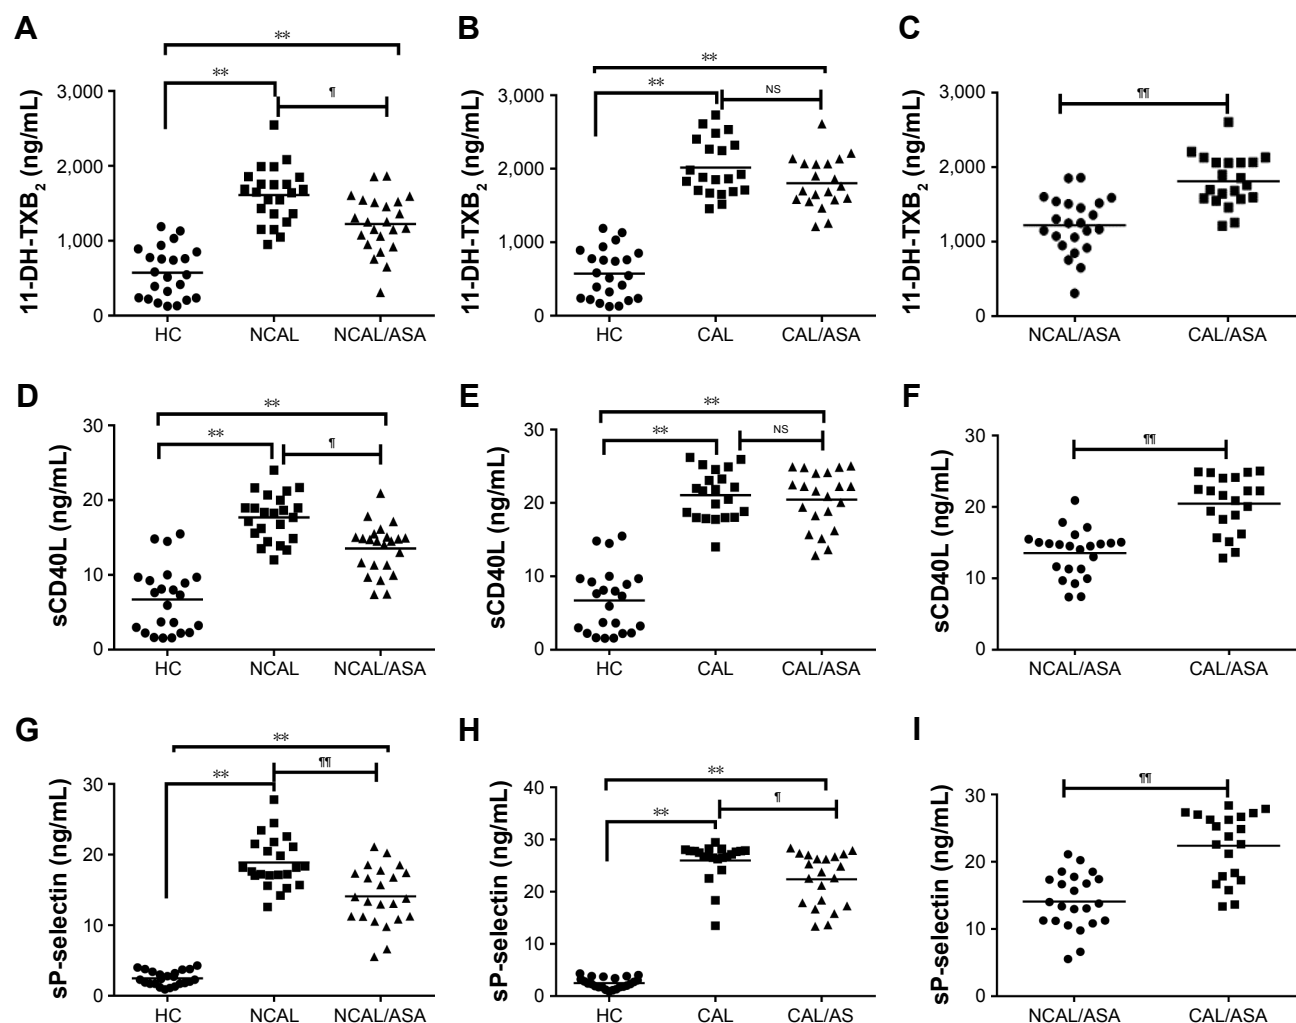 A
**
**
¶
11-DH-TXB2 (ng/mL)
3,000
2,000
1,000
0
HC
NCAL
NCAL/ASA
B
**
**
NS
11-DH-TXB2 (ng/mL)
3,000
2,000
1,000
0
HC
CAL
CAL/ASA
C
¶¶
11-DH-TXB2 (ng/mL)
3,000
2,000
1,000
0
NCAL/ASA
CAL/ASA
D
**
**
¶
sCD40L (ng/mL)
30
20
10
0
HC
NCAL
NCAL/ASA
E
**
**
NS
sCD40L (ng/mL)
30
20
10
0
HC
CAL
CAL/ASA
F
¶¶
sCD40L (ng/mL)
30
20
10
0
NCAL/ASA
CAL/ASA
G
**
**
¶¶
sP-selectin (ng/mL)
30
20
10
0
HC
NCAL
NCAL/ASA
H
**
**
¶
sP-selectin (ng/mL)
40
30
20
10
0
HC
CAL
CAL/AS
I
¶¶
sP-selectin (ng/mL)
30
20
10
0
NCAL/ASA
CAL/ASA